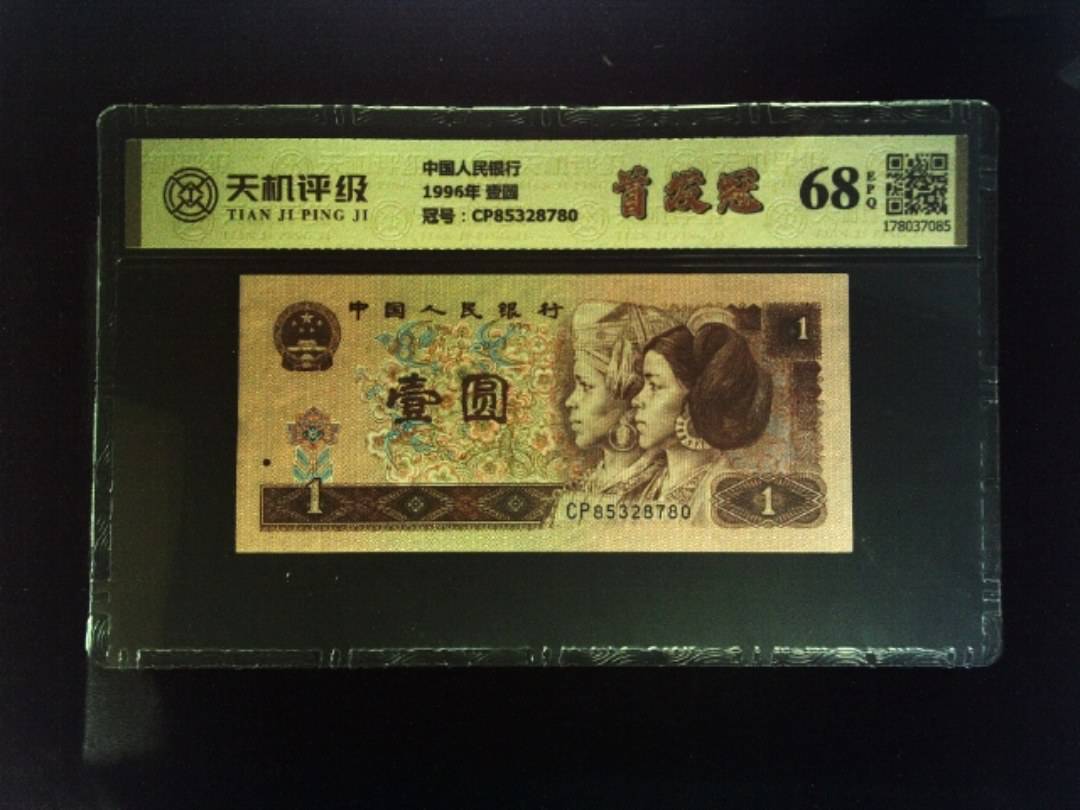 天机评级
TIAN JI PING JI
中国人民银行
1996年 壹圆
冠号：CP85328780
首发冠
68
EPQ
178037085
中国人民银行
1
壹圆
1
CP85328780
1